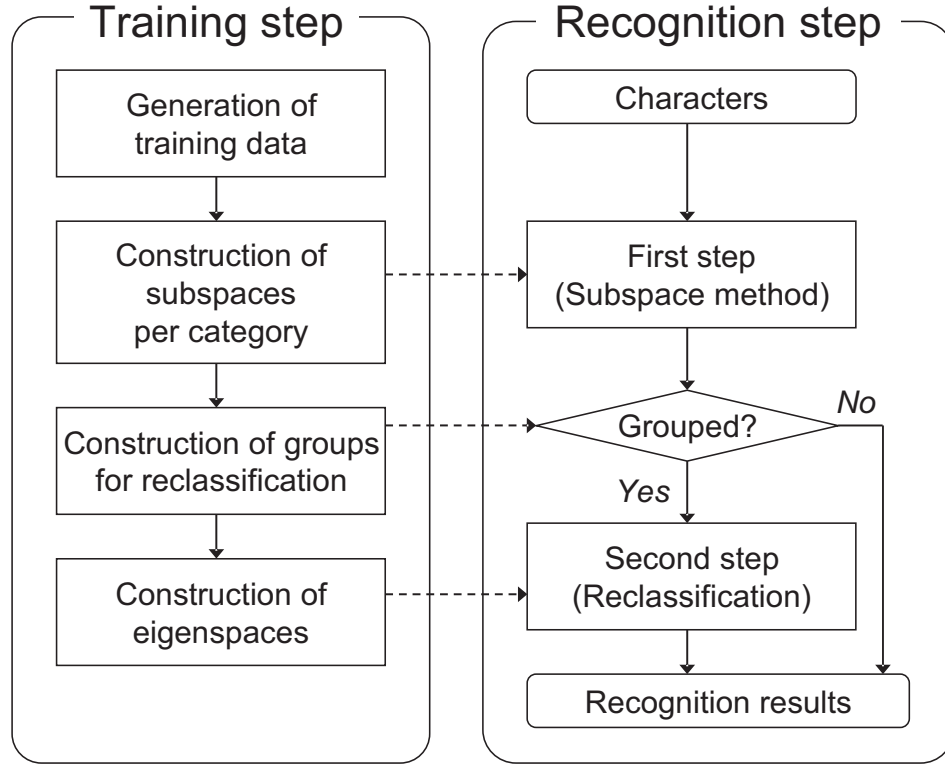 Training step
Generation of
training data
Construction of
subspaces
per category
Construction of groups
for reclassification
Construction of
eigenspaces
Recognition step
Characters
First step
(Subspace method)
Grouped?
No
Yes
Second step
(Reclassification)
Recognition results